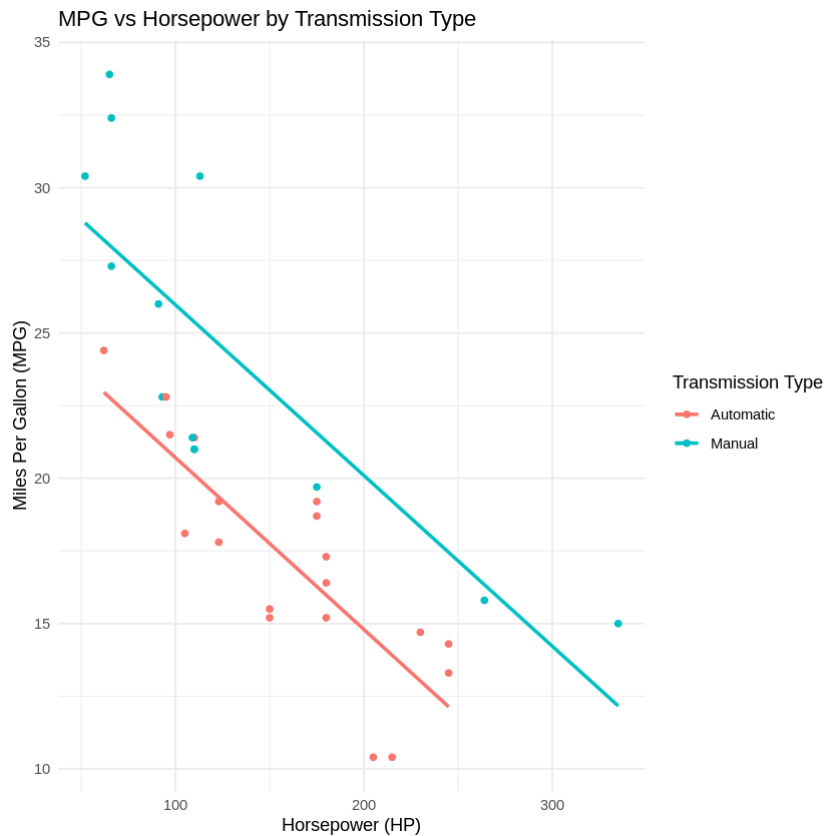 MPG vs Horsepower by Transmission Type
35
30
25
20
15
10
Miles Per Gallon (MPG)
100 200 300
Horsepower (HP)
Transmission Type
Automatic
Manual